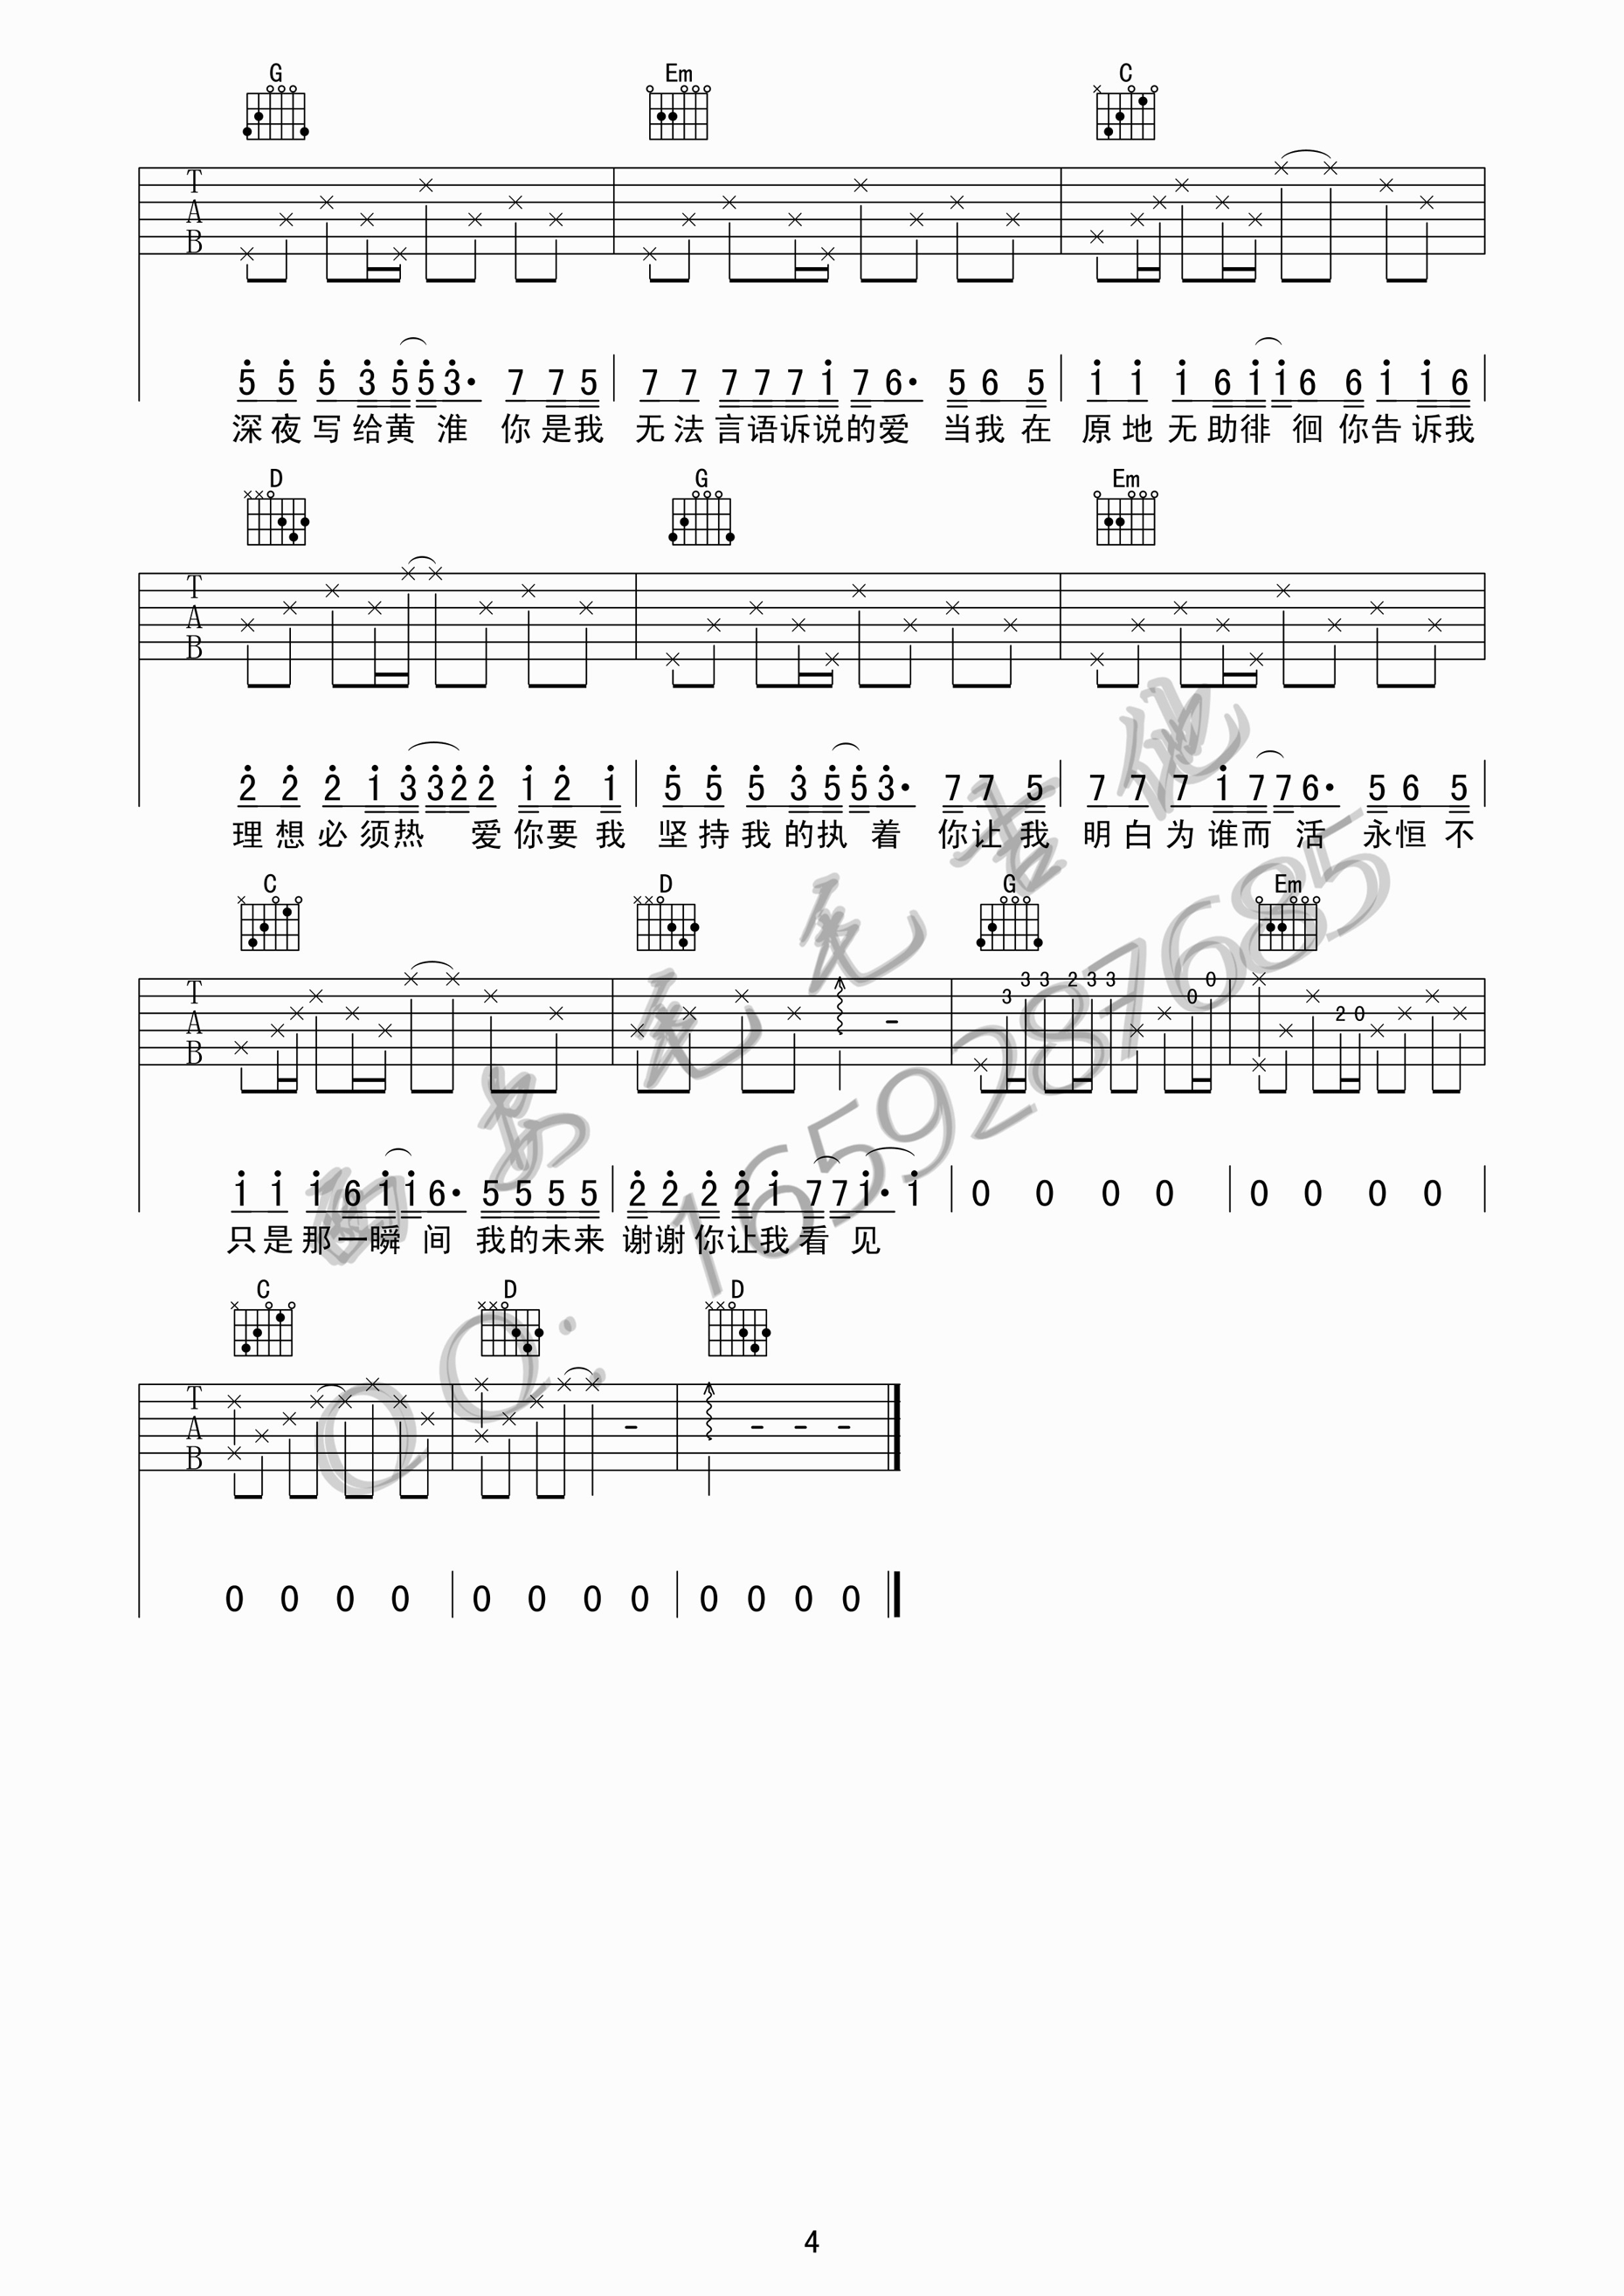 G Em C
T
A
B
5 5 5 3 5 5 3· 7 7 5 7 7 7 7 7 1 7 6· 5 6 5 1 1 1 6 1 1 6 6 1 1 6
深夜写给黄 淮 你是我 无法言语诉说的爱 当我在 原地无助徘 徊你告诉我
D G Em
T
A
B
2 2 2 1 3 3 2 2 1 2 1 5 5 5 3 5 5 3· 7 7 5 7 7 7 1 7 7 6· 5 6 5
理想必须热 爱你要我 坚持我的执 着 你让我 明白为谁而 活 永恒不
C D G Em
T
A
B
3 3 3 2 3 3 0 0 2 0
1 1 1 6 1 1 6· 5 5 5 5 2 2 2 2 1 7 7 1· 1 0 0 0 0 0 0 0 0
只是那一瞬 间 我的未来 谢谢你让我看 见
C D D
T
A
B
0 0 0 0 0 0 0 0 0 0 0 0
西安尾尾吉他
QQ：1659287685
4